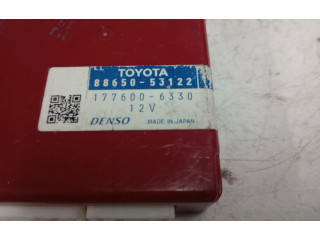 TOYOTA
88650-53122
177600-6330
12V
DENSO MADE IN JAPAN